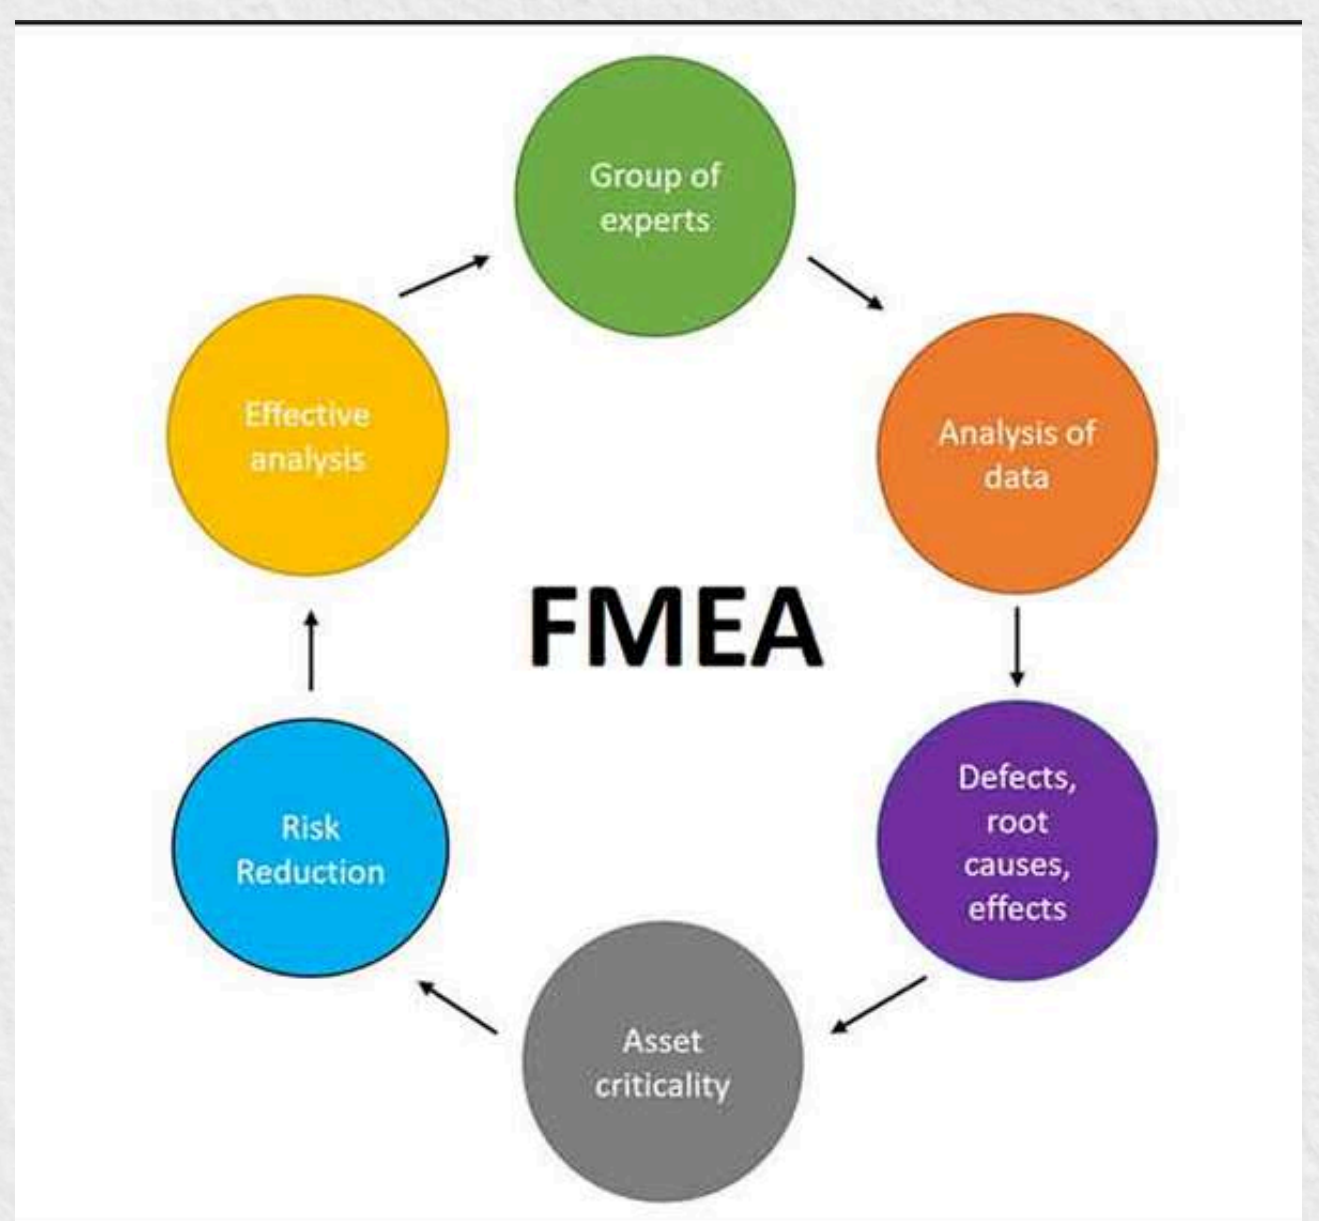 Group of
experts
Analysis of
data
Defects,
root
causes,
effects
Asset
criticality
Risk
Reduction
Effective
analysis
FMEA